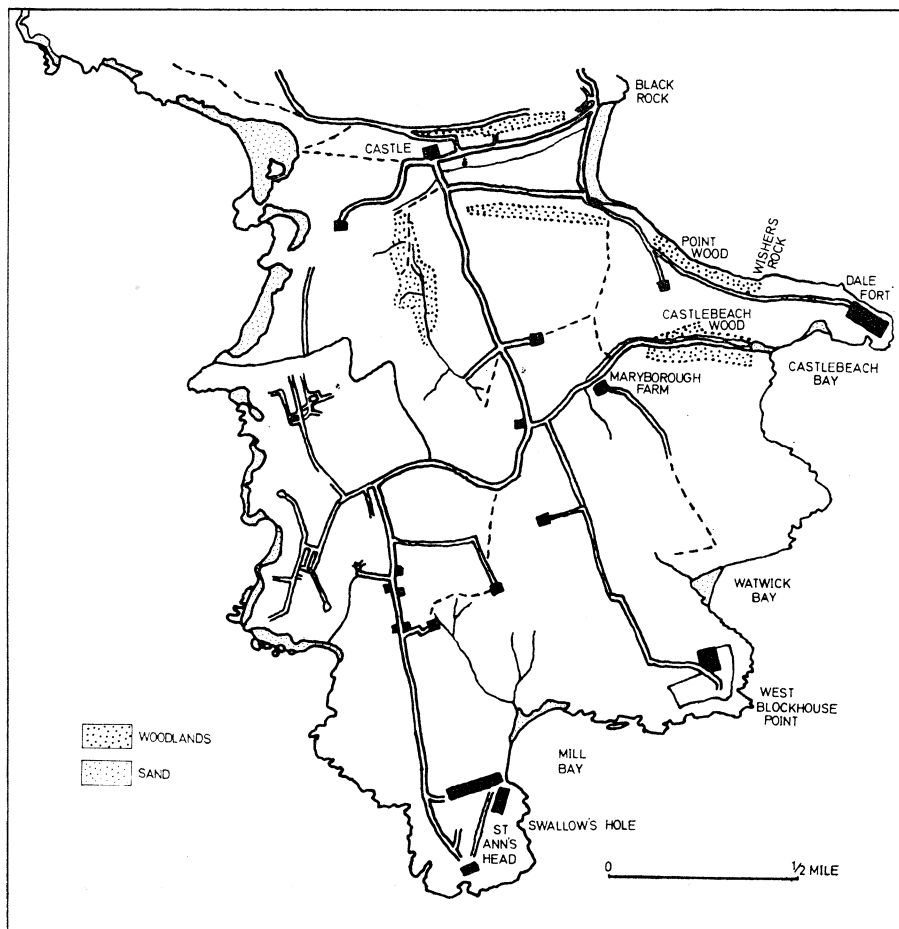 BLACK
ROCK
CASTLE
POINT
WOOD
WISHERS
ROCK
DALE
FORT
CASTLEBEACH
WOOD
CASTLEBEACH
BAY
MARYBOROUGH
FARM
WATWICK
BAY
WEST
BLOCKHOUSE
POINT
WOODLANDS
SAND
MILL
BAY
SWALLOW'S HOLE
ST
ANN'S
HEAD
0 1/2 MILE